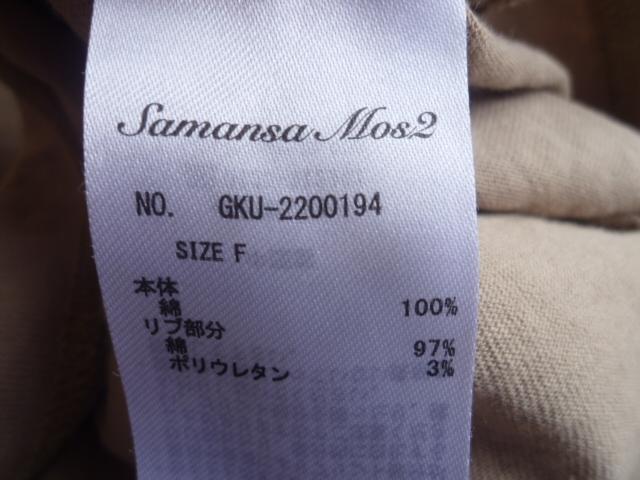 Samansa Mos2
NO. GKU-2200194
SIZE F
本体
綿 100%
リブ部分
綿 97%
ポリウレタン 3%